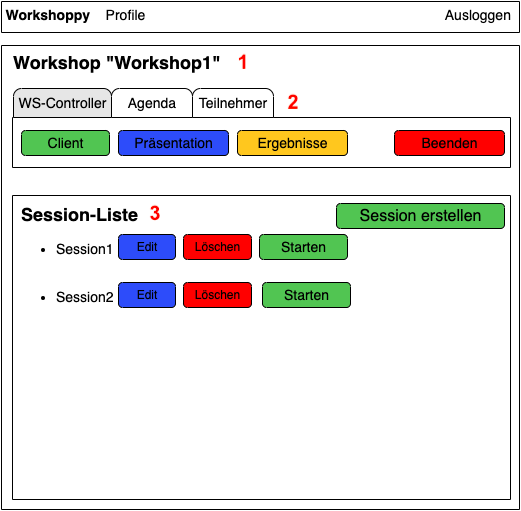 Workshoppy Profile Ausloggen
Workshop "Workshop1" 1
WS-Controller Agenda Teilnehmer 2
Client Präsentation Ergebnisse Beenden
Session-Liste 3 Session erstellen
• Session1 Edit Löschen Starten
• Session2 Edit Löschen Starten